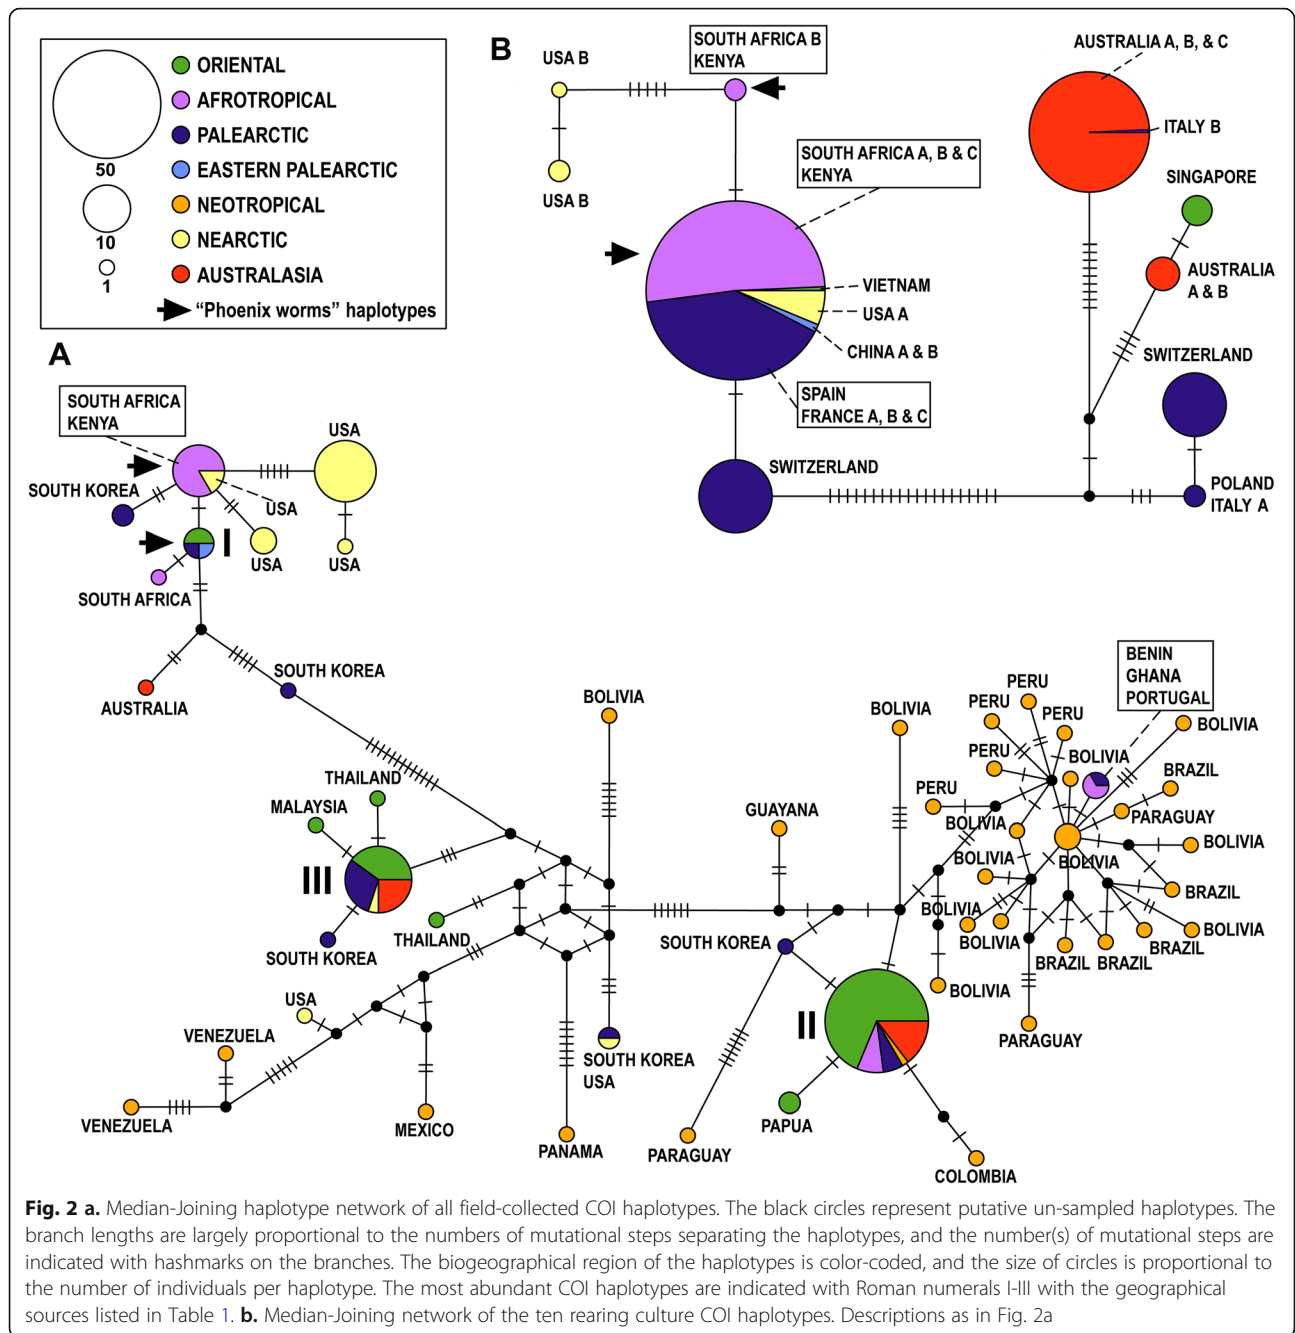 50
10
1
ORIENTAL
AFROTROPICAL
PALEARCTIC
EASTERN PALEARCTIC
NEOTROPICAL
NEARCTIC
AUSTRALASIA
“Phoenix worms” haplotypes
B
USA B
USA B
SOUTH AFRICA B
KENYA
SOUTH AFRICA A, B & C
KENYA
VIETNAM
USA A
CHINA A & B
SPAIN
FRANCE A, B & C
SWITZERLAND
AUSTRALIA A, B, & C
ITALY B
SINGAPORE
AUSTRALIA
A & B
SWITZERLAND
POLAND
ITALY A
A
SOUTH AFRICA
KENYA
USA
SOUTH KOREA
USA
I
USA
USA
SOUTH AFRICA
AUSTRALIA
SOUTH KOREA
THAILAND
MALAYSIA
III
SOUTH KOREA
THAILAND
BOLIVIA
USA
VENEZUELA
VENEZUELA
MEXICO
PANAMA
SOUTH KOREA
USA
GUAYANA
BOLIVIA
SOUTH KOREA
PARAGUAY
II
PAPUA
COLOMBIA
BENIN
GHANA
PORTUGAL
PERU
PERU
PERU
PERU
PERU
BOLIVIA
BOLIVIA
BRAZIL
PARAGUAY
BOLIVIA
BOLIVIA
BOLIVIA
BOLIVIA
BRAZIL
BOLIVIA
BOLIVIA
BOLIVIA
BRAZIL
BRAZIL
BRAZIL
BOLIVIA
PARAGUAY
Fig. 2 a. Median-Joining haplotype network of all field-collected COI haplotypes. The black circles represent putative un-sampled haplotypes. The
branch lengths are largely proportional to the numbers of mutational steps separating the haplotypes, and the number(s) of mutational steps are
indicated with hashmarks on the branches. The biogeographical region of the haplotypes is color-coded, and the size of circles is proportional to
the number of individuals per haplotype. The most abundant COI haplotypes are indicated with Roman numerals I-III with the geographical
sources listed in Table 1. b. Median-Joining network of the ten rearing culture COI haplotypes. Descriptions as in Fig. 2a